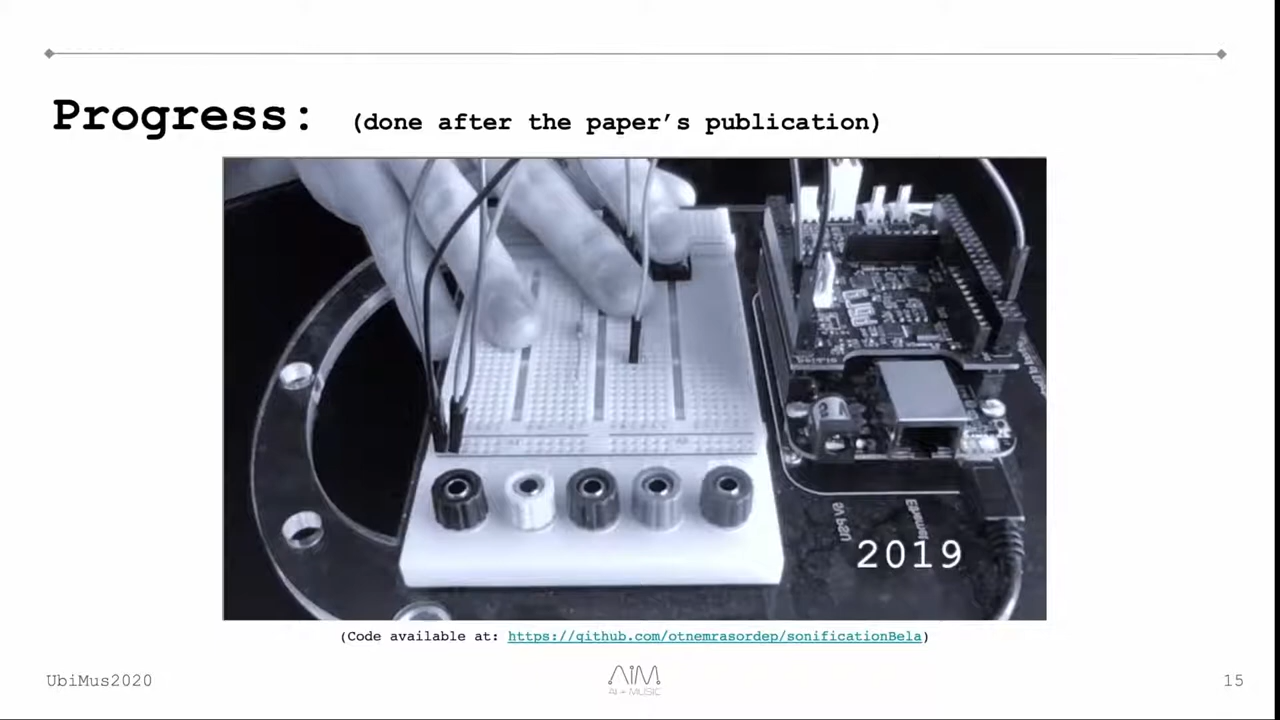 Progress: (done after the paper’s publication)
2019
(Code available at: https://github.com/otnemrasordep/sonificationBela)
UbiMus2020
AIM
AI + MUSIC
15